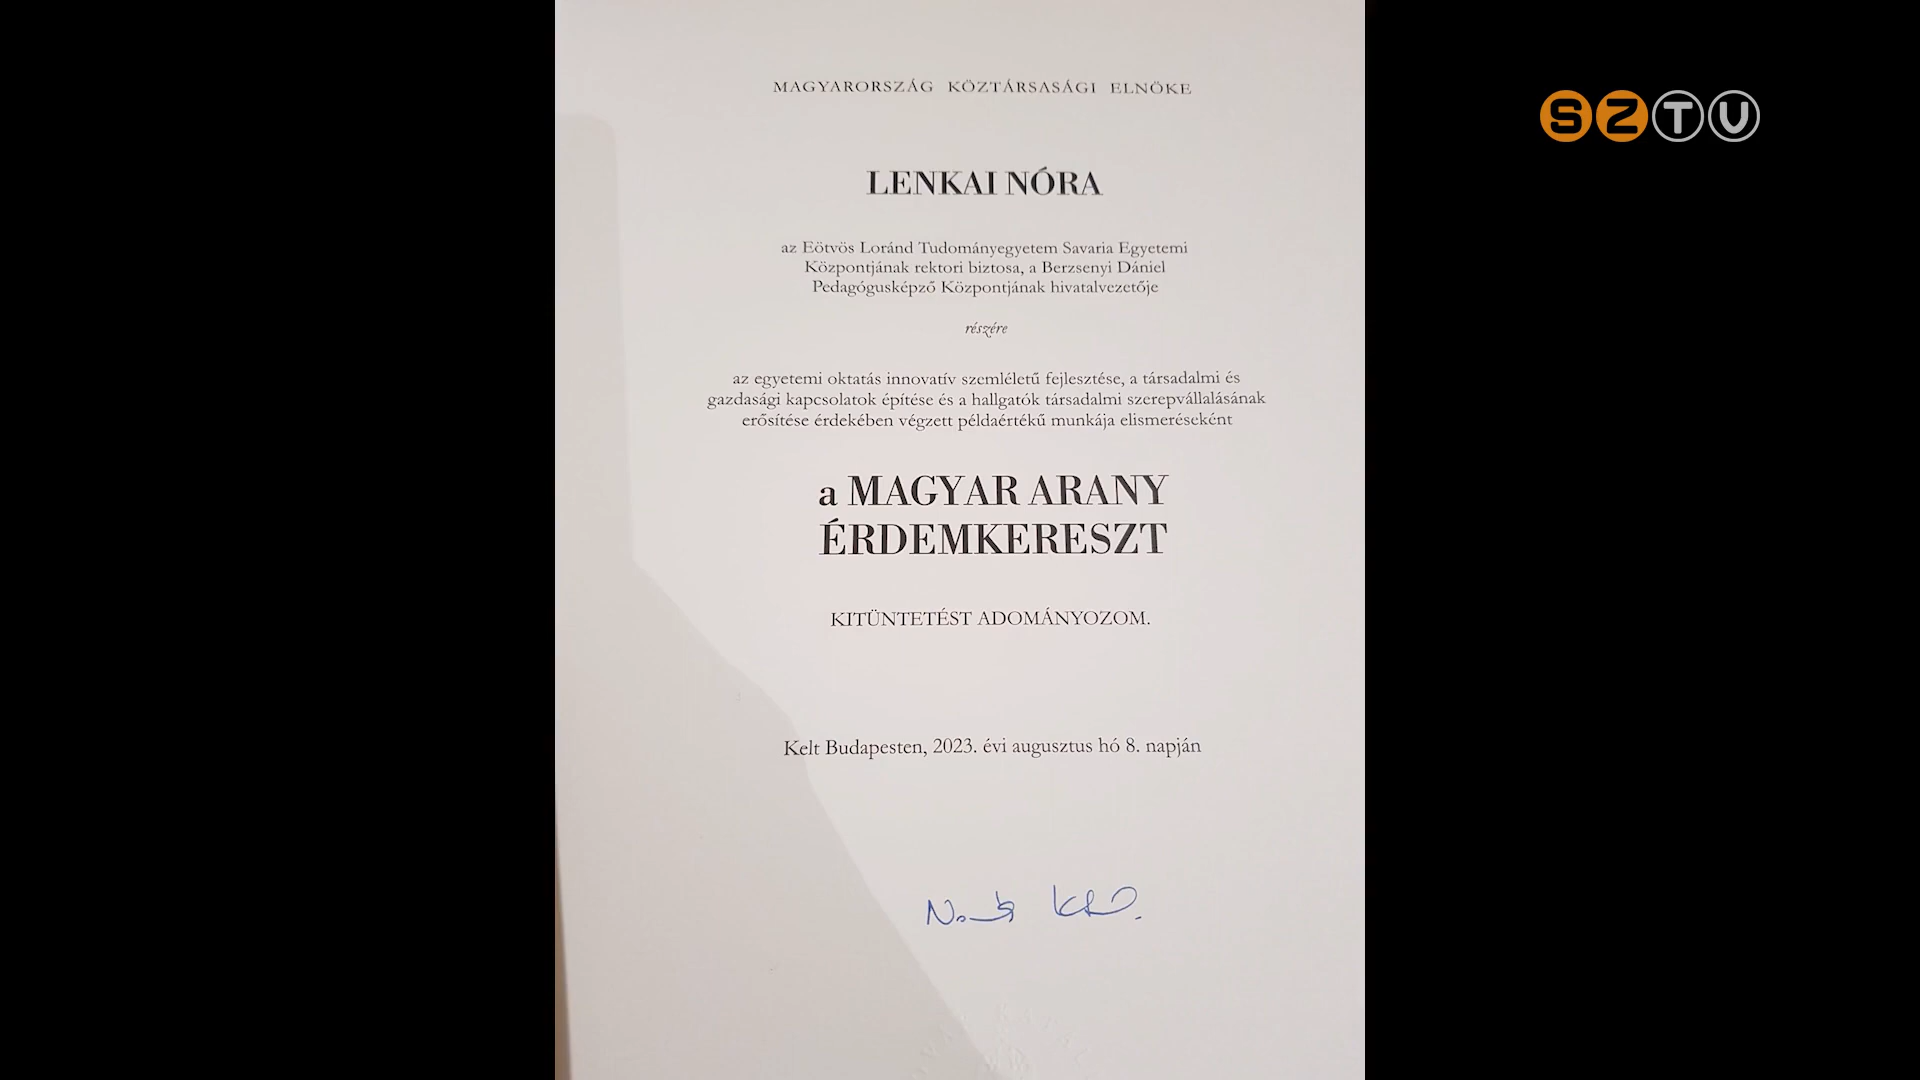 MAGYARORSZÁG KÖZTÁRSASÁGI ELNÖKE
SZTU
LENKAI NÓRA
az Eötvös Loránd Tudományegyetem Savaria Egyetemi
Központjának rektori biztosa, a Berzsenyi Dániel
Pedagógusképző Központjának hivatalvezetője
részére
az egyetemi oktatás innovatív szemléletű fejlesztése, a társadalmi és
gazdasági kapcsolatok építése és a hallgatók társadalmi szerepvállalásának
erősítése érdekében végzett példaértékű munkája elismeréseként
a MAGYAR ARANY
ÉRDEMKERESZT
KITÜNTETÉST ADOMÁNYOZOM.
Kelt Budapesten, 2023. évi augusztus hó 8. napján